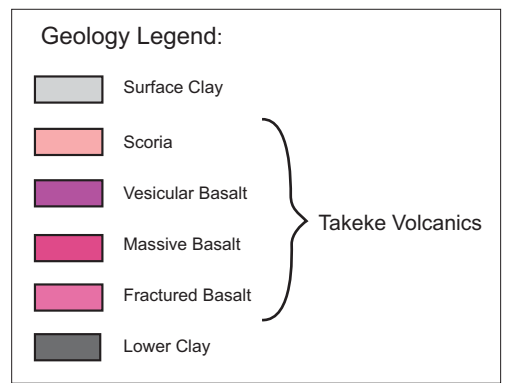 Geology Legend:
Surface Clay
Scoria
Vesicular Basalt
Massive Basalt
Fractured Basalt
Takeke Volcanics
Lower Clay